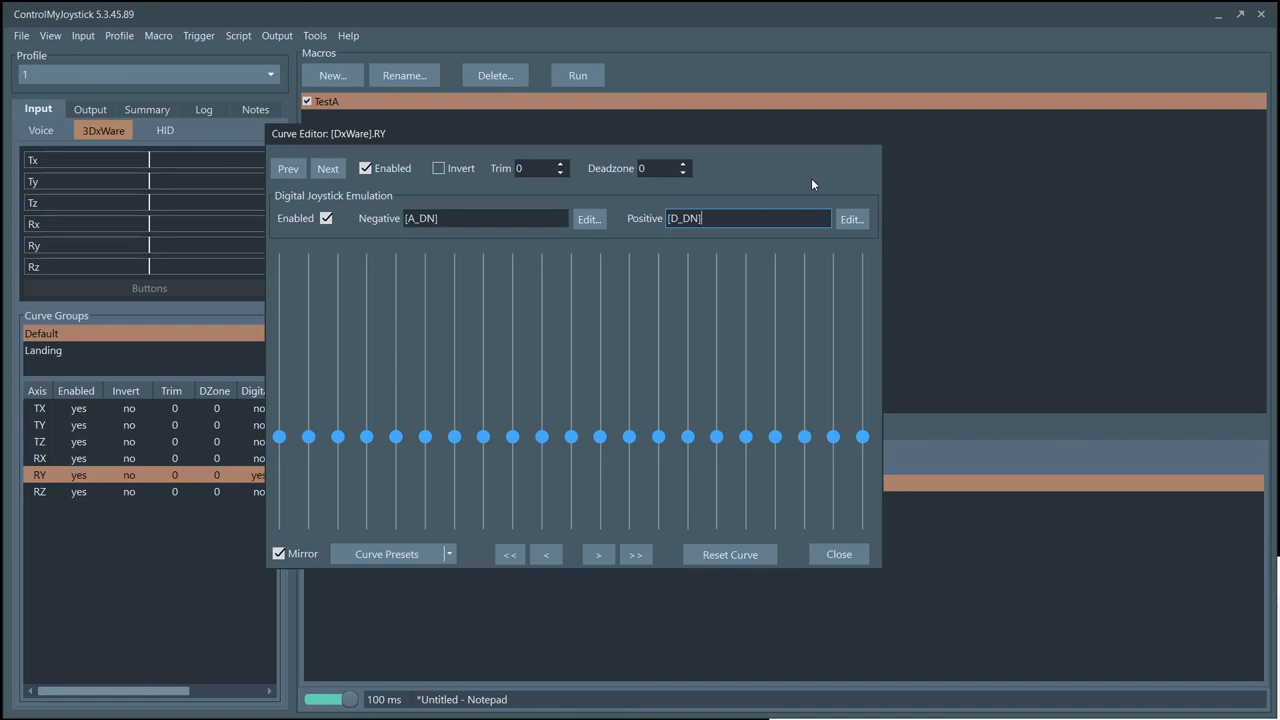 ControlMyJoystick 5.3.45.89
File View Input Profile Macro Trigger Script Output Tools Help
Profile
1
Input Output Summary Log Notes
Voice 3DxWare HID
Tx
Ty
Tz
Rx
Ry
Rz
Buttons
Curve Groups
Default
Landing
Axis Enabled Invert Trim DZone Digita
TX yes no 0 0 no
TY yes no 0 0 no
TZ yes no 0 0 no
RX yes no 0 0 no
RY yes no 0 0 yes
RZ yes no 0 0 no
Macros
New... Rename... Delete... Run
TestA
Curve Editor: [DxWare].RY
Prev Next Enabled Invert Trim 0 Deadzone 0
Digital Joystick Emulation
Enabled Negative [A_DN] Edit... Positive [D_DN] Edit...
Mirror Curve Presets << < > >> Reset Curve Close
100 ms *Untitled - Notepad